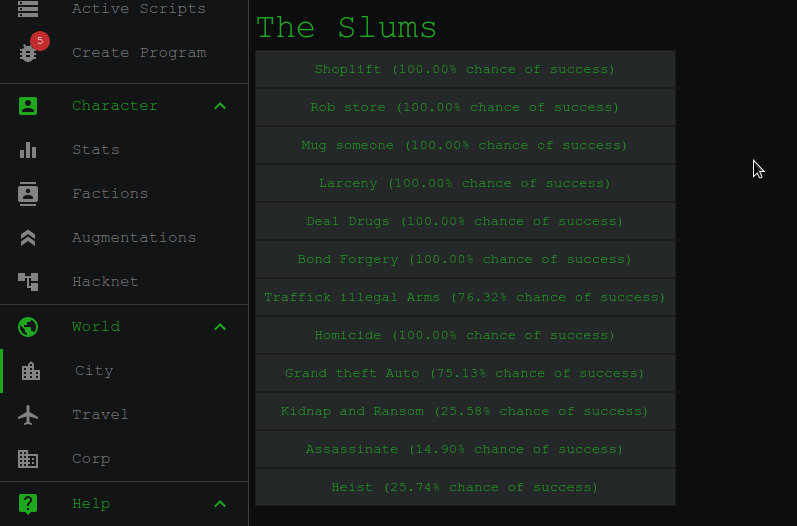 Active Scripts
5
Create Program
Character
Stats
Factions
Augmentations
Hacknet
World
City
Travel
Corp
Help
The Slums
Shoplift (100.00% chance of success)
Rob store (100.00% chance of success)
Mug someone (100.00% chance of success)
Larceny (100.00% chance of success)
Deal Drugs (100.00% chance of success)
Bond Forgery (100.00% chance of success)
Traffick illegal Arms (76.32% chance of success)
Homicide (100.00% chance of success)
Grand theft Auto (75.13% chance of success)
Kidnap and Ransom (25.58% chance of success)
Assassinate (14.90% chance of success)
Heist (25.74% chance of success)